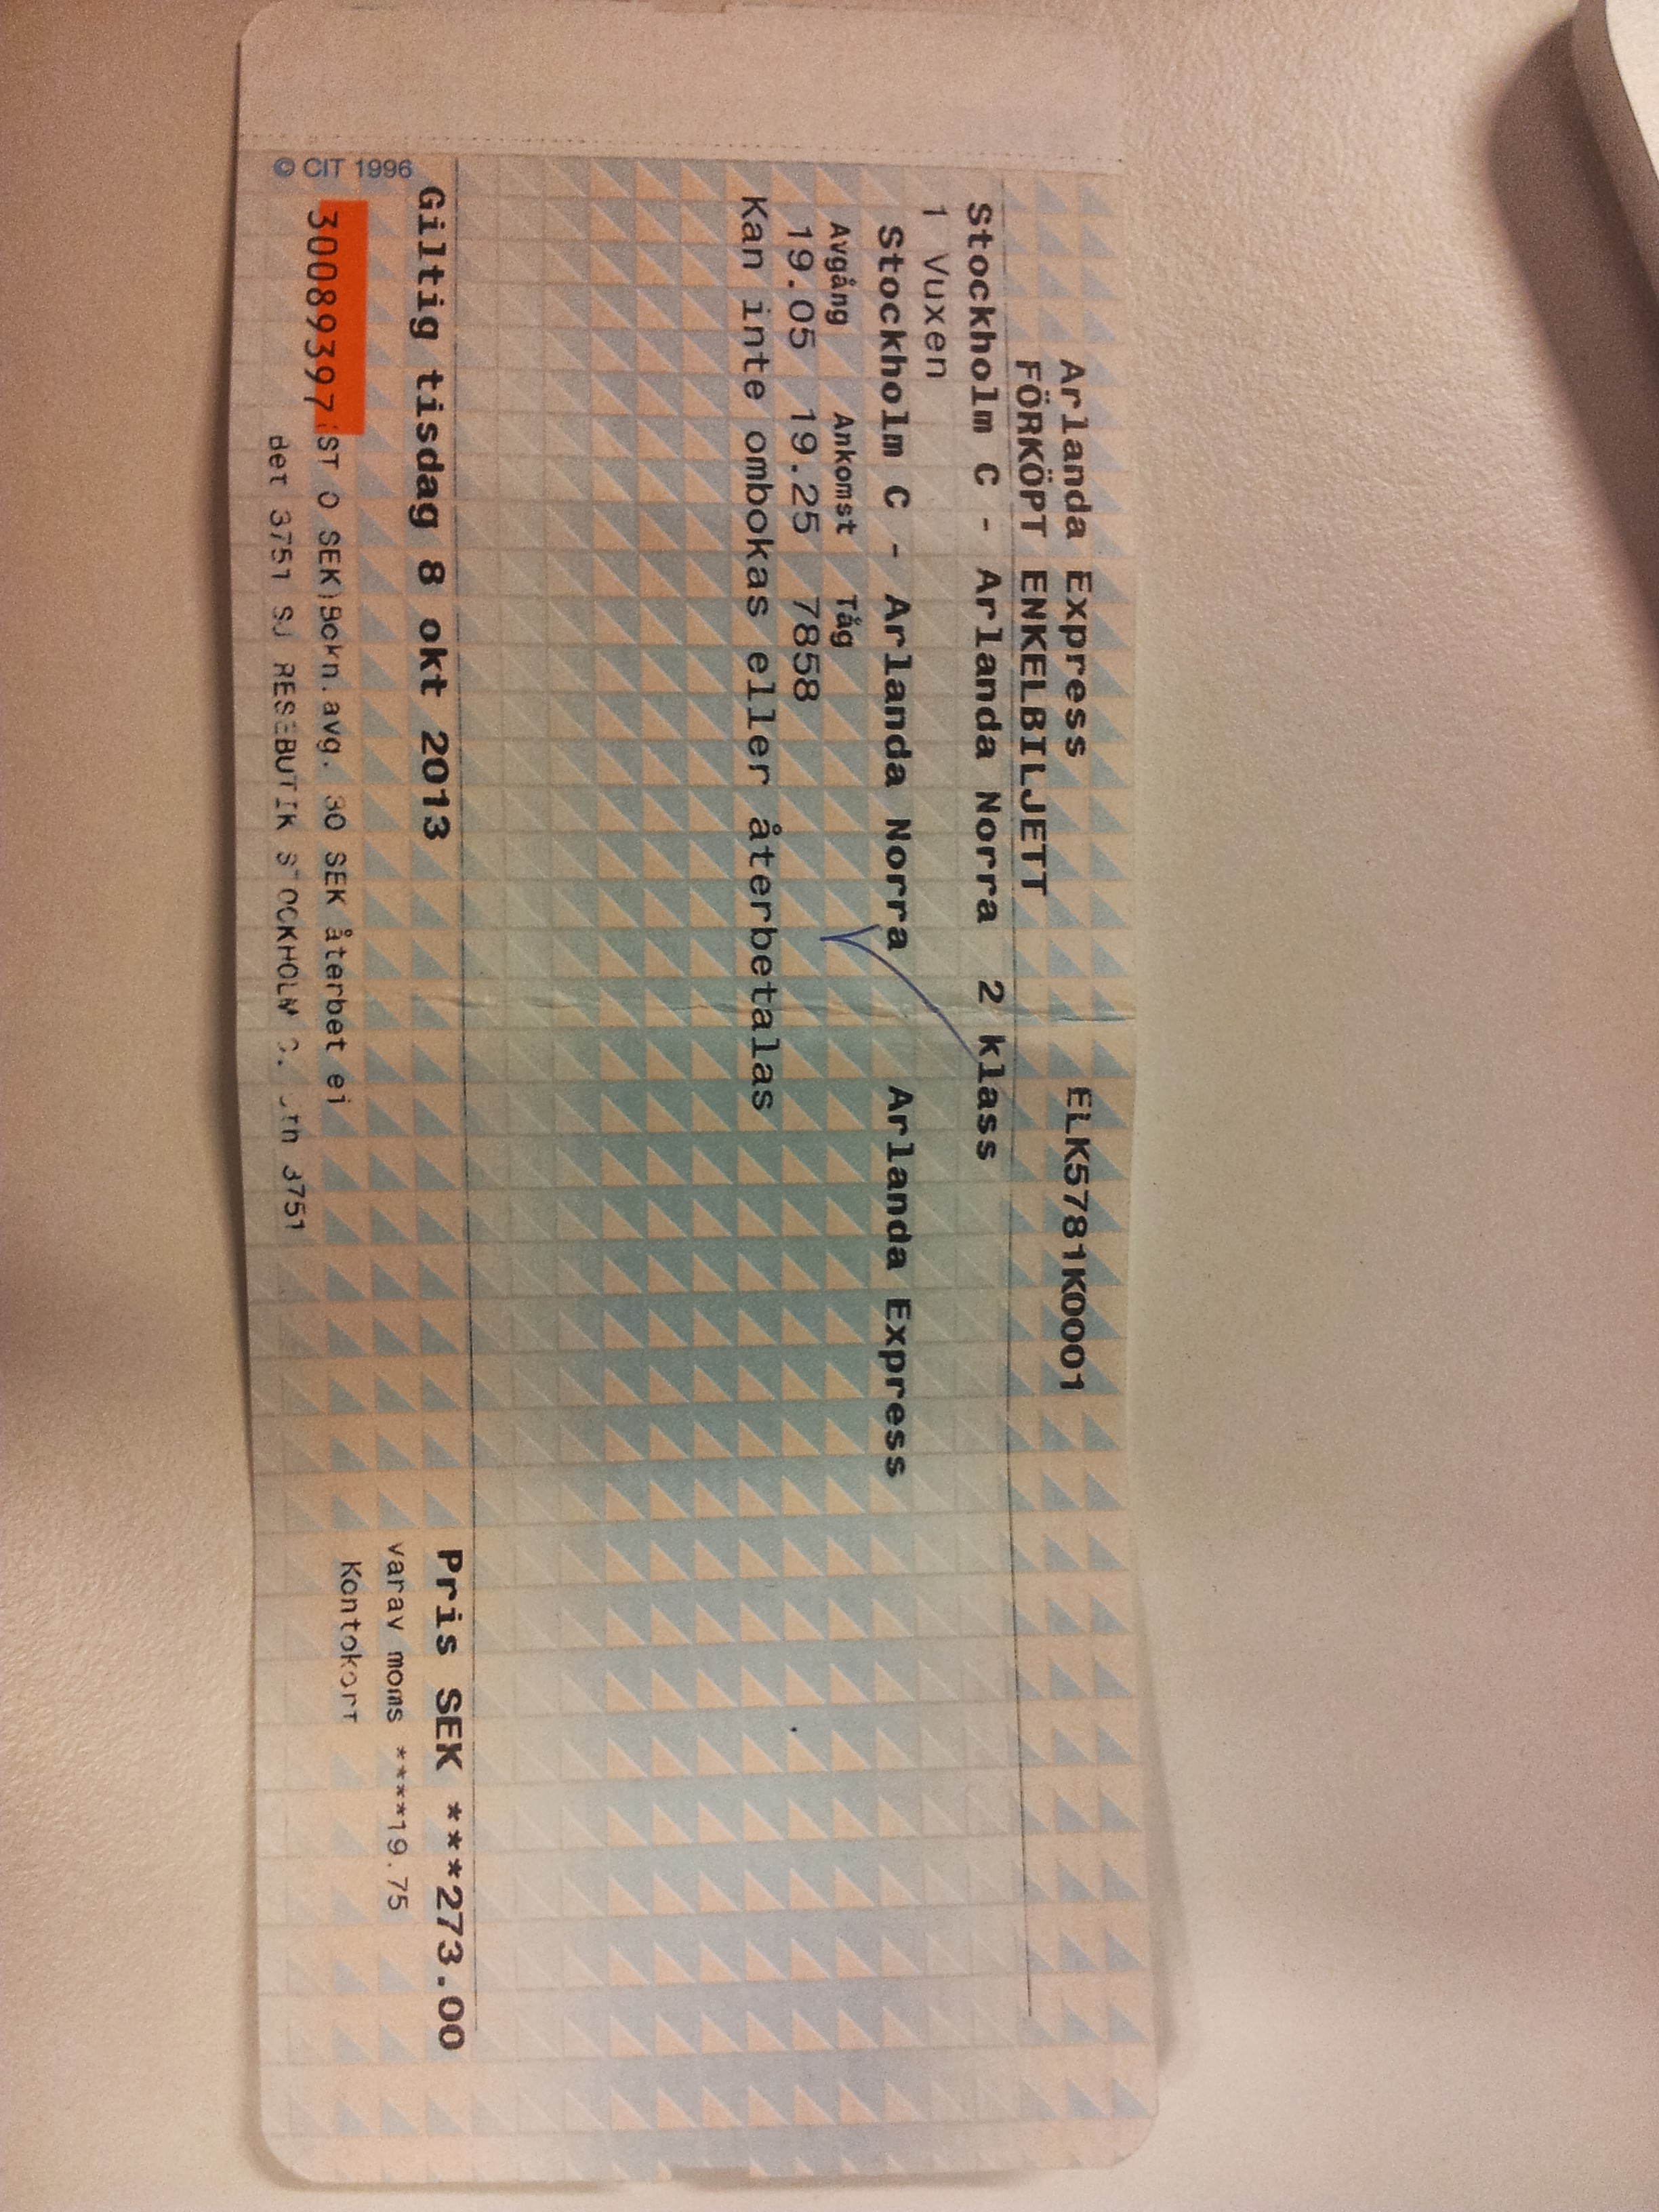 Arlanda Express ELK5781K0001
FÖRKÖPT ENKELBILJETT
Stockholm C - Arlanda Norra 2 klass
1 Vuxen
Stockholm C - Arlanda Norra Arlanda Express
Avgång Ankomst Tåg
19.05 19.25 7858
Kan inte ombokas eller återbetalas
Giltig tisdag 8 okt 2013 Pris SEK ***273.00
varav moms ****19.75
Kontokort
© CIT 1996
300893397 ST 0 SEK)Bokn.avg. 30 SEK återbet ej
det 3751 SJ RESEBUTIK STOCKHOLM C. 3751